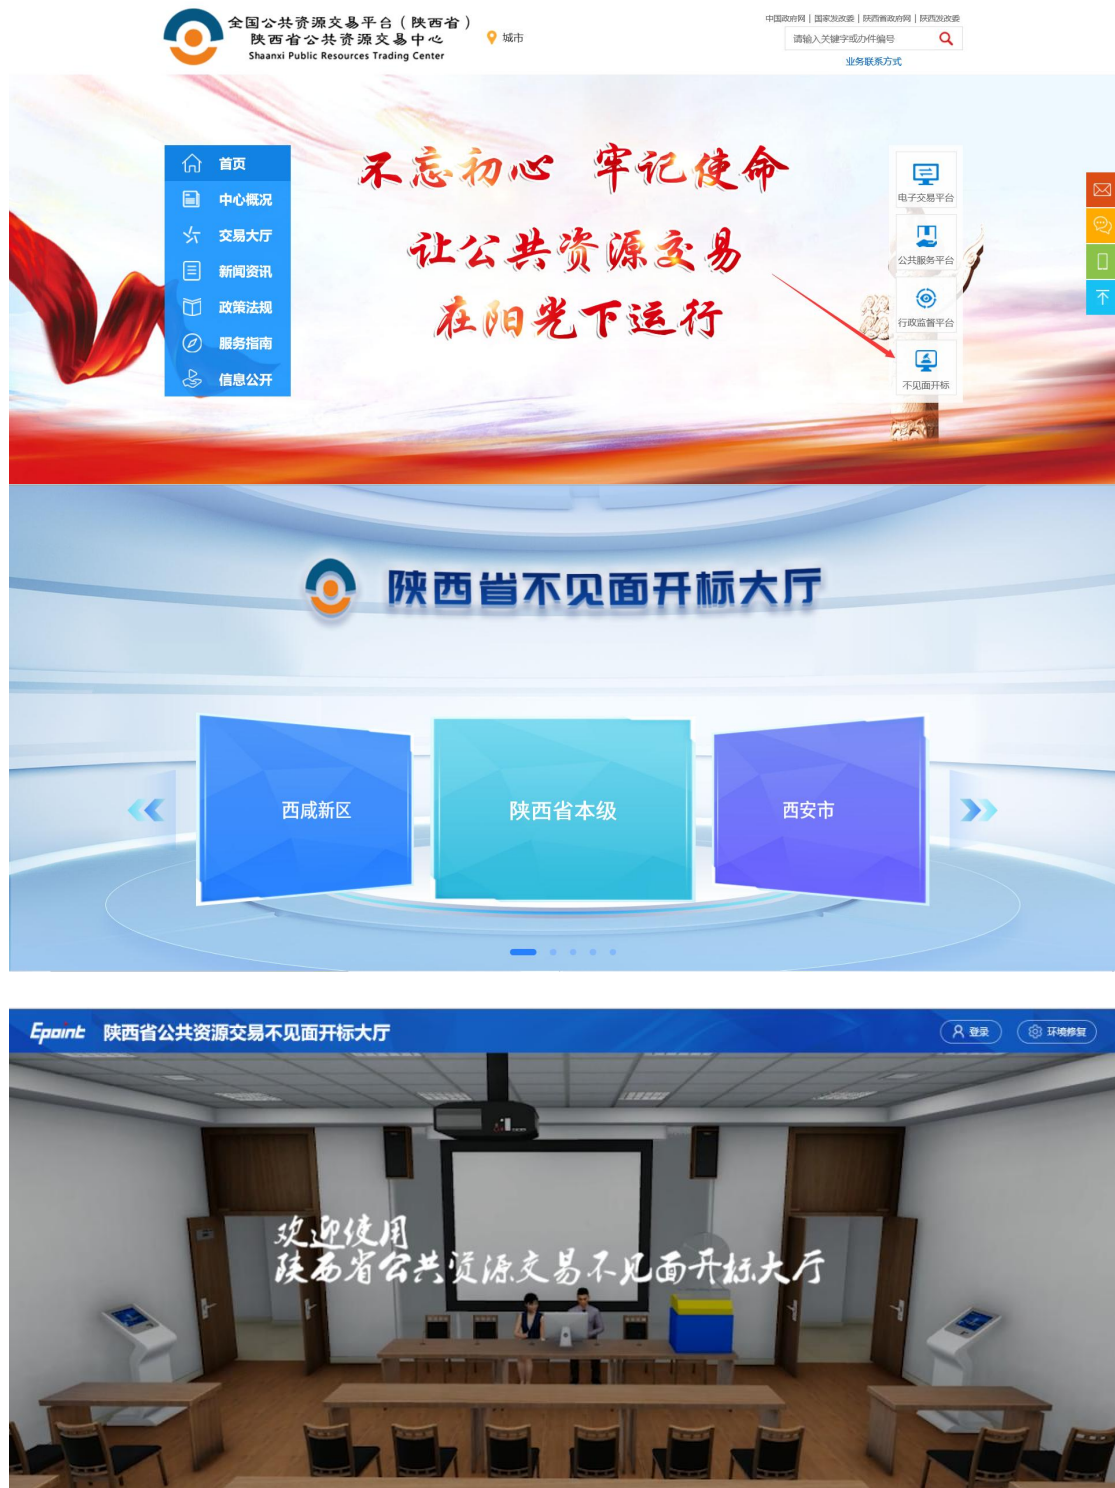 全国公共资源交易平台（陕西省）
陕西省公共资源交易中心
Shaanxi Public Resources Trading Center
城市
中国政府网 | 国家发改委 | 陕西省政府网 | 陕西发改委
请输入关键字或办件编号
业务联系方式
首页
中心概况
交易大厅
新闻资讯
政策法规
服务指南
信息公开
不忘初心 牢记使命
让公共资源交易
在阳光下运行
电子交易平台
公共服务平台
行政监督平台
不见面开标
陕西省不见面开标大厅
西咸新区
陕西省本级
西安市
Epoint 陕西省公共资源交易不见面开标大厅
登录
环境修复
欢迎使用
陕西省公共资源交易不见面开标大厅